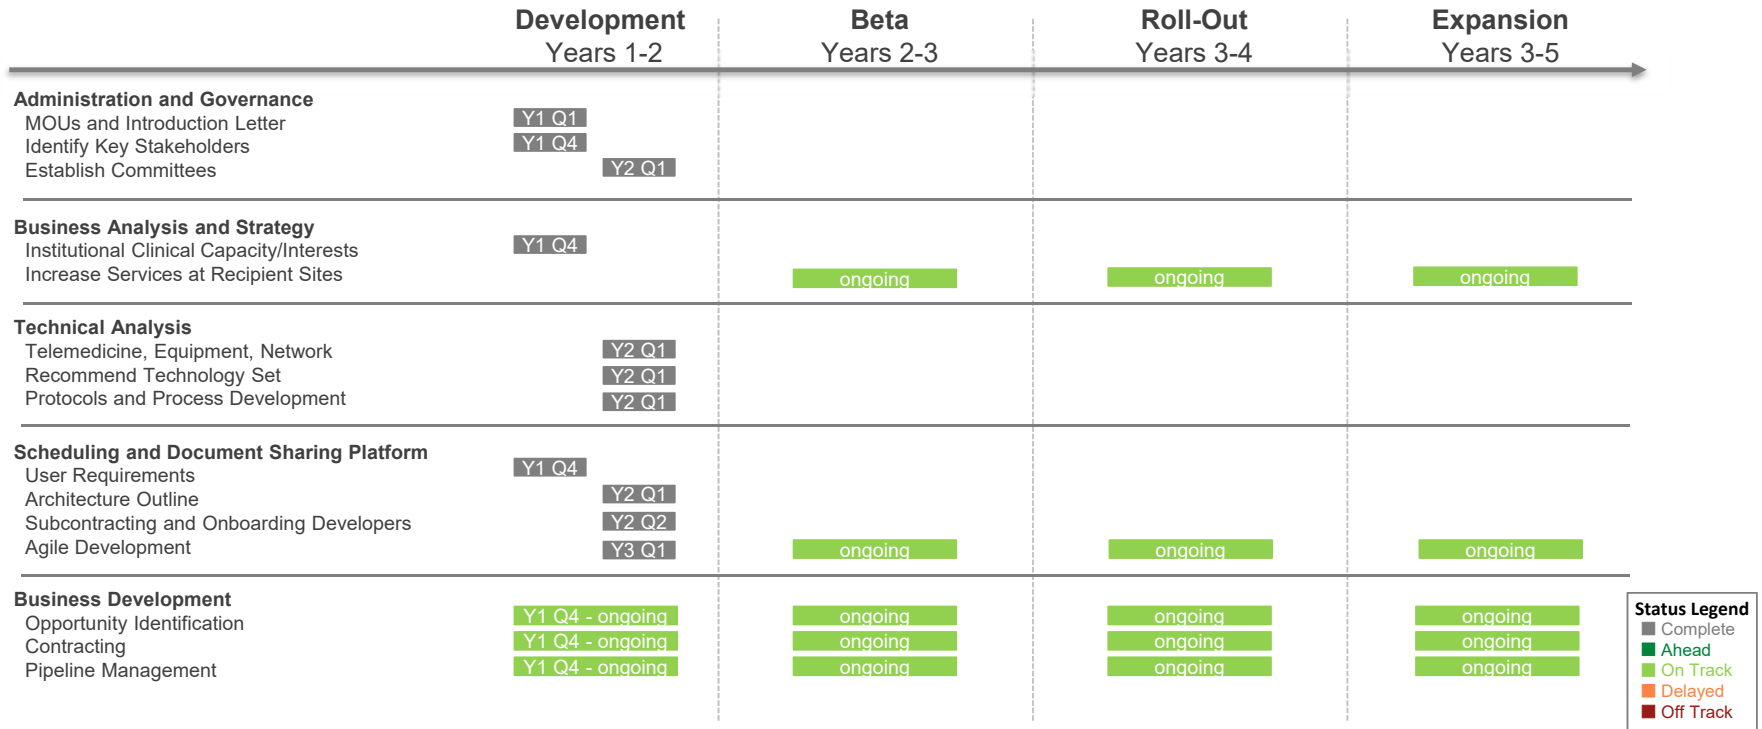 Development Beta Roll-Out Expansion
Years 1-2 Years 2-3 Years 3-4 Years 3-5
Administration and Governance
MOUs and Introduction Letter Y1 Q1
Identify Key Stakeholders Y1 Q4
Establish Committees Y2 Q1
Business Analysis and Strategy
Institutional Clinical Capacity/Interests Y1 Q4
Increase Services at Recipient Sites ongoing ongoing ongoing
Technical Analysis
Telemedicine, Equipment, Network Y2 Q1
Recommend Technology Set Y2 Q1
Protocols and Process Development Y2 Q1
Scheduling and Document Sharing Platform
User Requirements Y1 Q4
Architecture Outline Y2 Q1
Subcontracting and Onboarding Developers Y2 Q2
Agile Development Y3 Q1 ongoing ongoing ongoing
Business Development
Opportunity Identification Y1 Q4 - ongoing ongoing ongoing ongoing
Contracting Y1 Q4 - ongoing ongoing ongoing ongoing
Pipeline Management Y1 Q4 - ongoing ongoing ongoing ongoing
Status Legend
Complete
Ahead
On Track
Delayed
Off Track